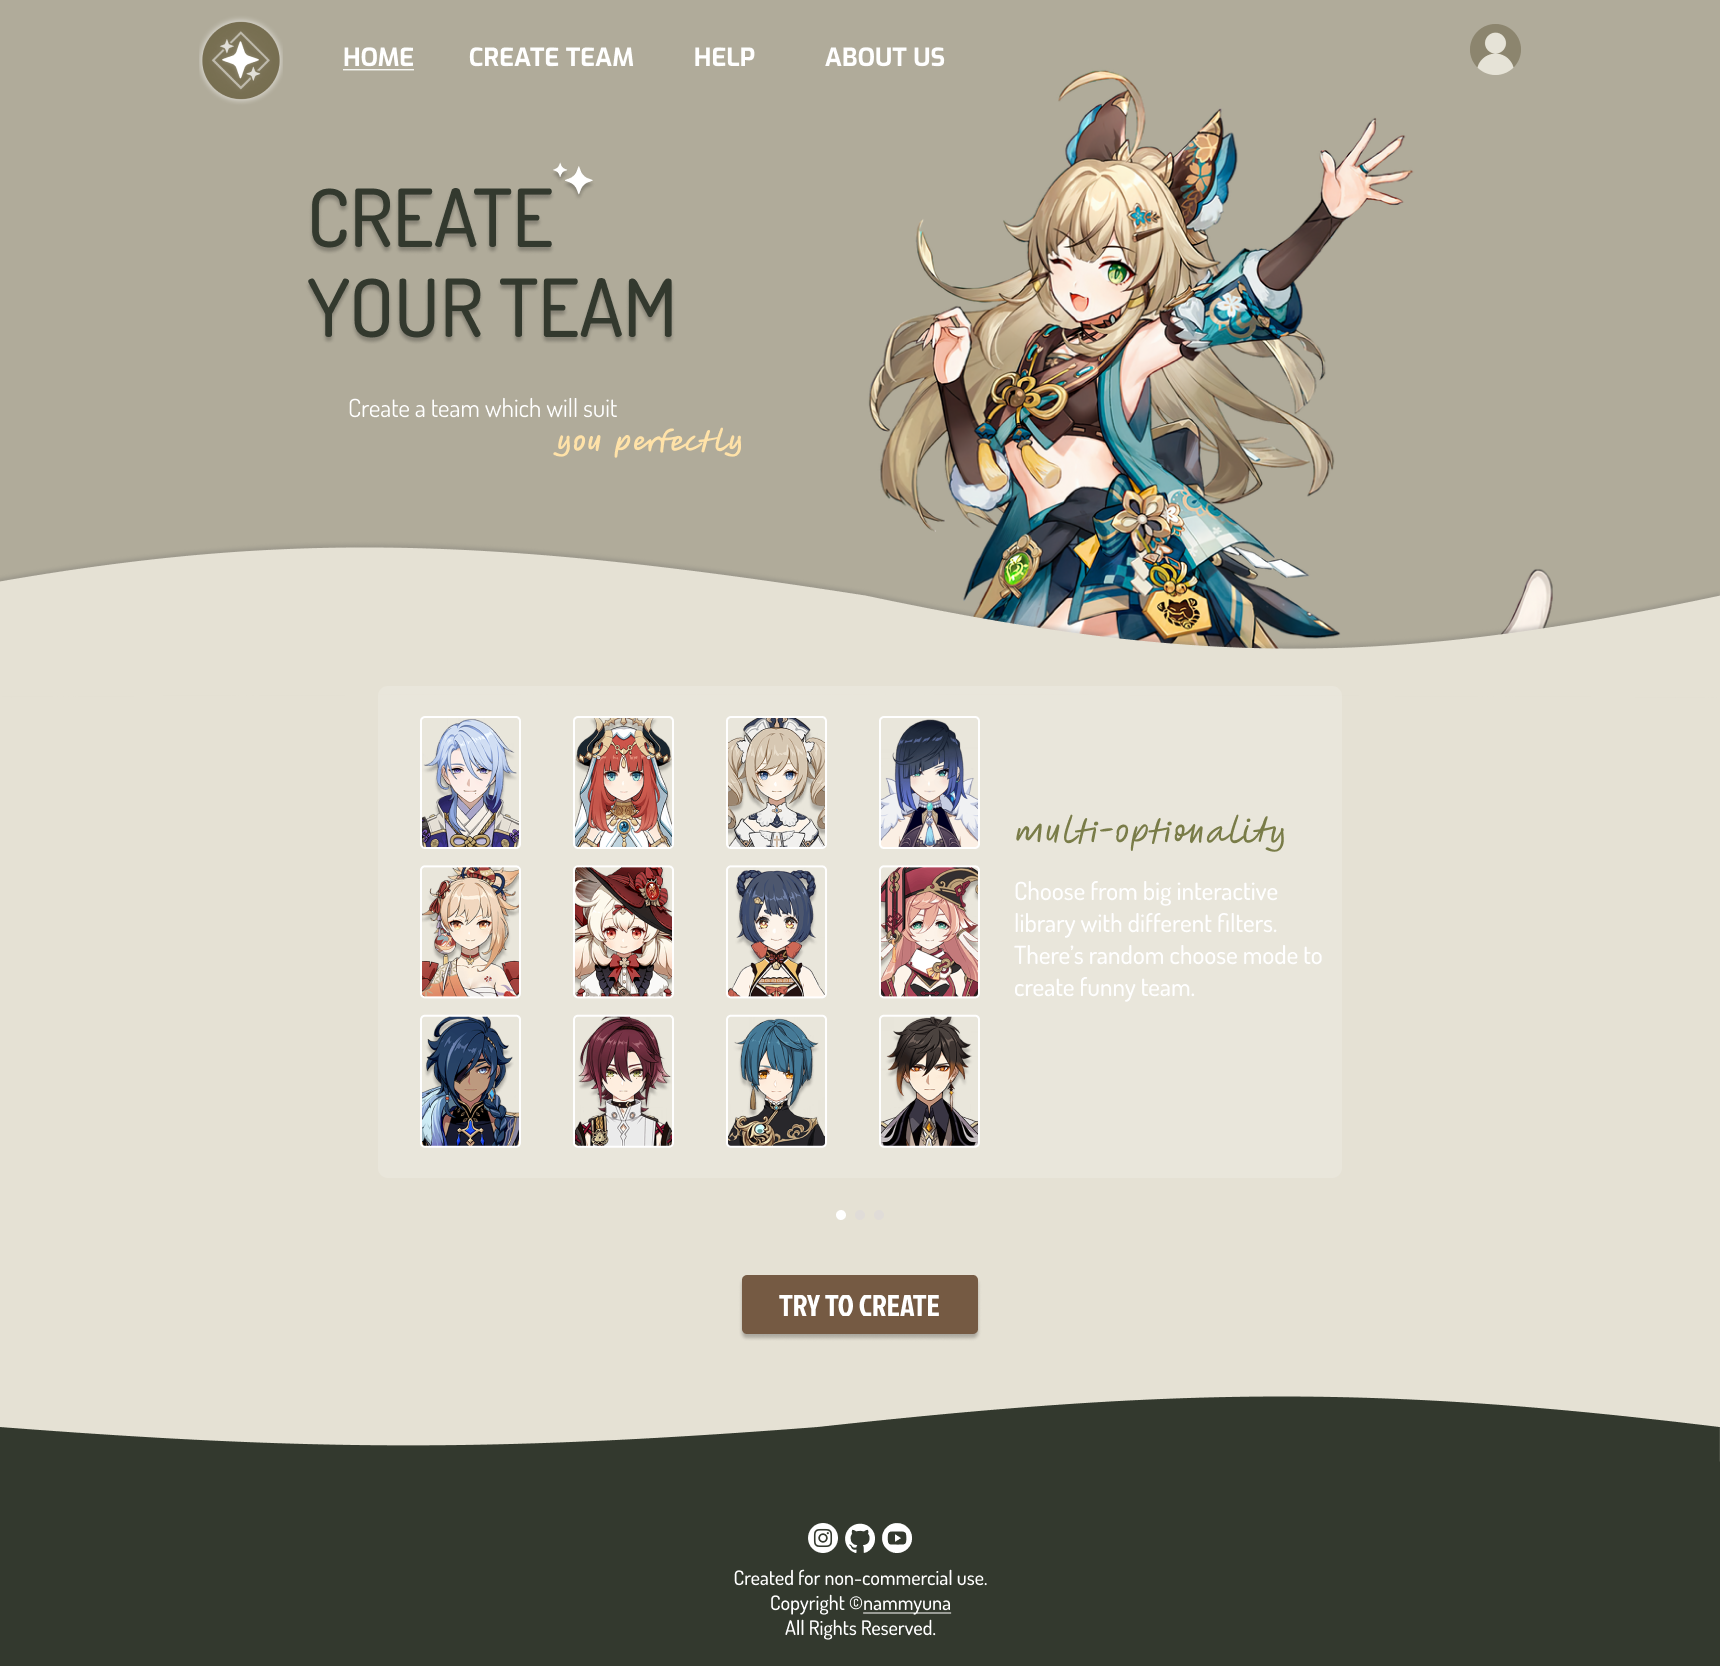 HOME CREATE TEAM HELP ABOUT US
CREATE
YOUR TEAM
Create a team which will suit
you perfectly
multi-optionality
Choose from big interactive
library with different filters.
There's random choose mode to
create funny team.
TRY TO CREATE
Created for non-commercial use.
Copyright ©nammyuna
All Rights Reserved.